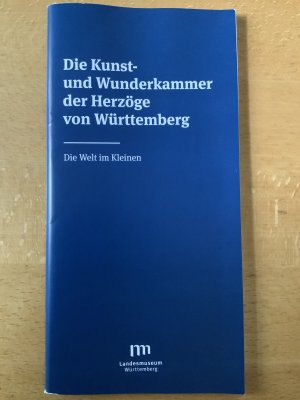 Die Kunst-
und Wunderkammer
der Herzöge
von Württemberg
Die Welt im Kleinen
m
Landesmuseum
Württemberg